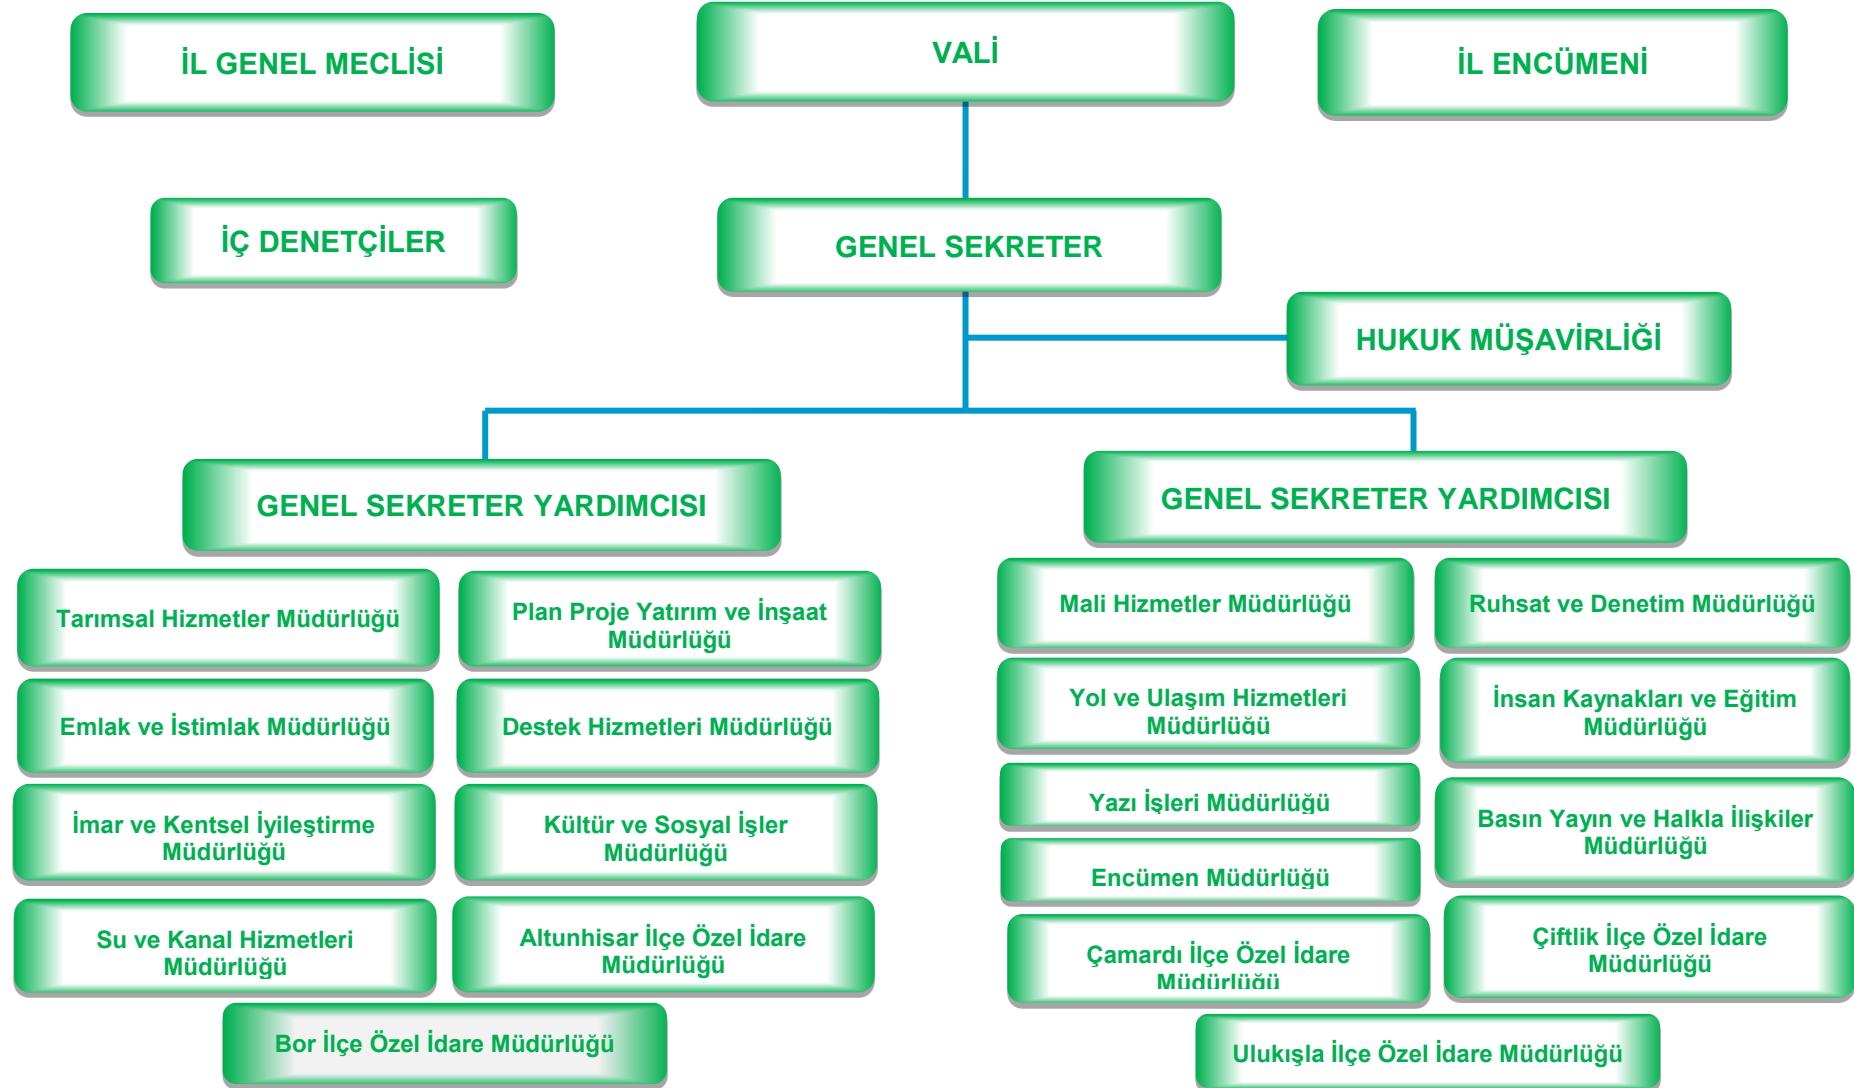 İL GENEL MECLİSİ
VALİ
İL ENCÜMENİ
İÇ DENETÇİLER
GENEL SEKRETER
HUKUK MÜŞAVİRLİĞİ
GENEL SEKRETER YARDIMCISI
GENEL SEKRETER YARDIMCISI
Tarımsal Hizmetler Müdürlüğü
Plan Proje Yatırım ve İnşaat
Müdürlüğü
Emlak ve İstimlak Müdürlüğü
Destek Hizmetleri Müdürlüğü
İmar ve Kentsel İyileştirme
Müdürlüğü
Kültür ve Sosyal İşler
Müdürlüğü
Su ve Kanal Hizmetleri
Müdürlüğü
Altunhisar İlçe Özel İdare
Müdürlüğü
Bor İlçe Özel İdare Müdürlüğü
Mali Hizmetler Müdürlüğü
Ruhsat ve Denetim Müdürlüğü
Yol ve Ulaşım Hizmetleri
Müdürlüğü
İnsan Kaynakları ve Eğitim
Müdürlüğü
Yazı İşleri Müdürlüğü
Basın Yayın ve Halkla İlişkiler
Müdürlüğü
Encümen Müdürlüğü
Çamardı İlçe Özel İdare
Müdürlüğü
Çiftlik İlçe Özel İdare
Müdürlüğü
Ulukışla İlçe Özel İdare Müdürlüğü